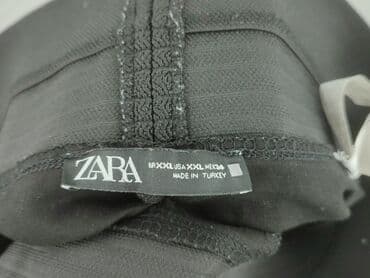 ZARA
EUR XXL USA XXL MEX 36
MADE IN TURKEY